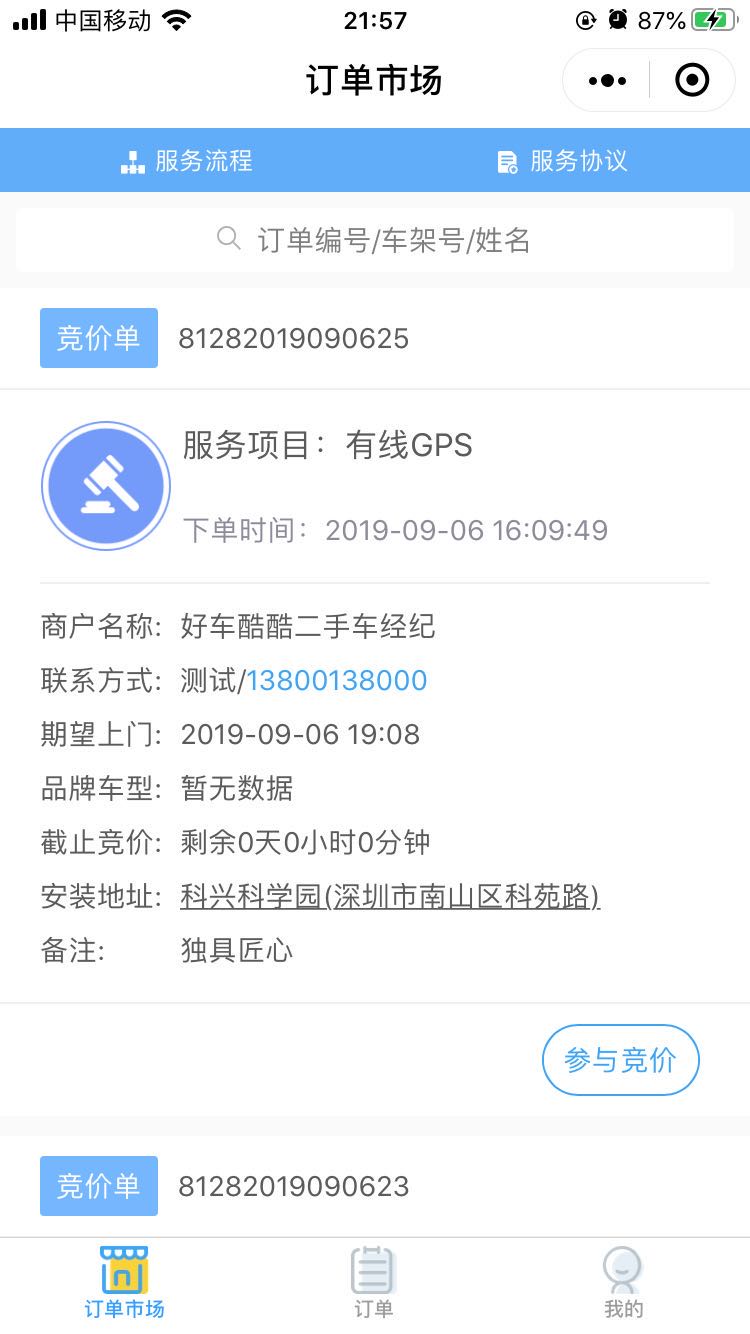 中国移动 21:57 87%
订单市场
服务流程 服务协议
订单编号/车架号/姓名
竞价单 81282019090625
服务项目：有线GPS
下单时间：2019-09-06 16:09:49
商户名称: 好车酷酷二手车经纪
联系方式: 测试/13800138000
期望上门: 2019-09-06 19:08
品牌车型: 暂无数据
截止竞价: 剩余0天0小时0分钟
安装地址: 科兴科学园(深圳市南山区科苑路)
备注: 独具匠心
参与竞价
竞价单 81282019090623
订单市场 订单 我的